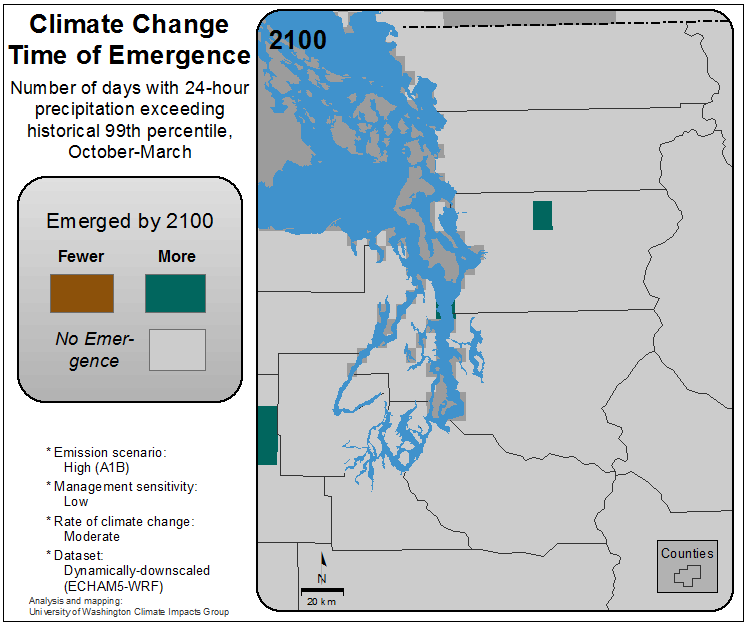 Climate Change
Time of Emergence
Number of days with 24-hour
precipitation exceeding
historical 99th percentile,
October-March
Emerged by 2100
Fewer
More
No Emer-
gence
* Emission scenario:
High (A1B)
* Management sensitivity:
Low
* Rate of climate change:
Moderate
* Dataset:
Dynamically-downscaled
(ECHAM5-WRF)
Analysis and mapping:
University of Washington Climate Impacts Group
2100
N
20 km
Counties